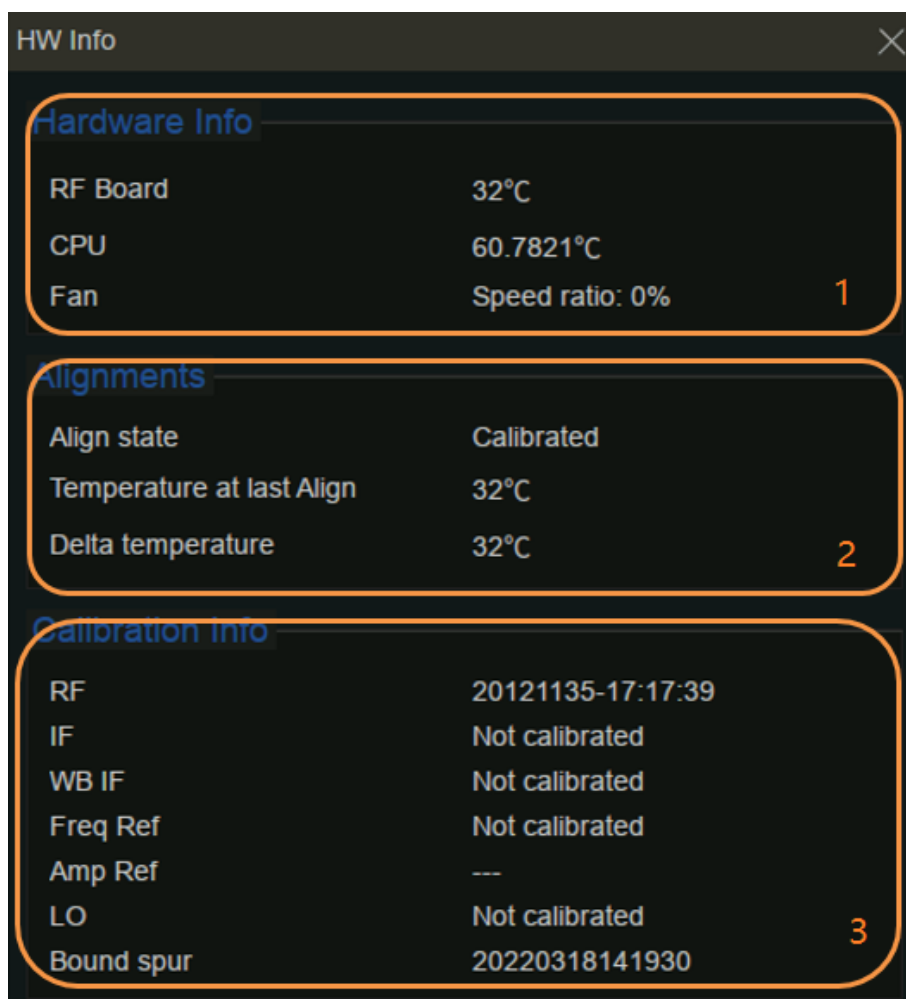 HW Info
Hardware Info
RF Board 32°C
CPU 60.7821°C
Fan Speed ratio: 0% 1
Alignments
Align state Calibrated
Temperature at last Align 32°C
Delta temperature 32°C 2
Calibration Info
RF 20121135-17:17:39
IF Not calibrated
WB IF Not calibrated
Freq Ref Not calibrated
Amp Ref ---
LO Not calibrated 3
Bound spur 20220318141930